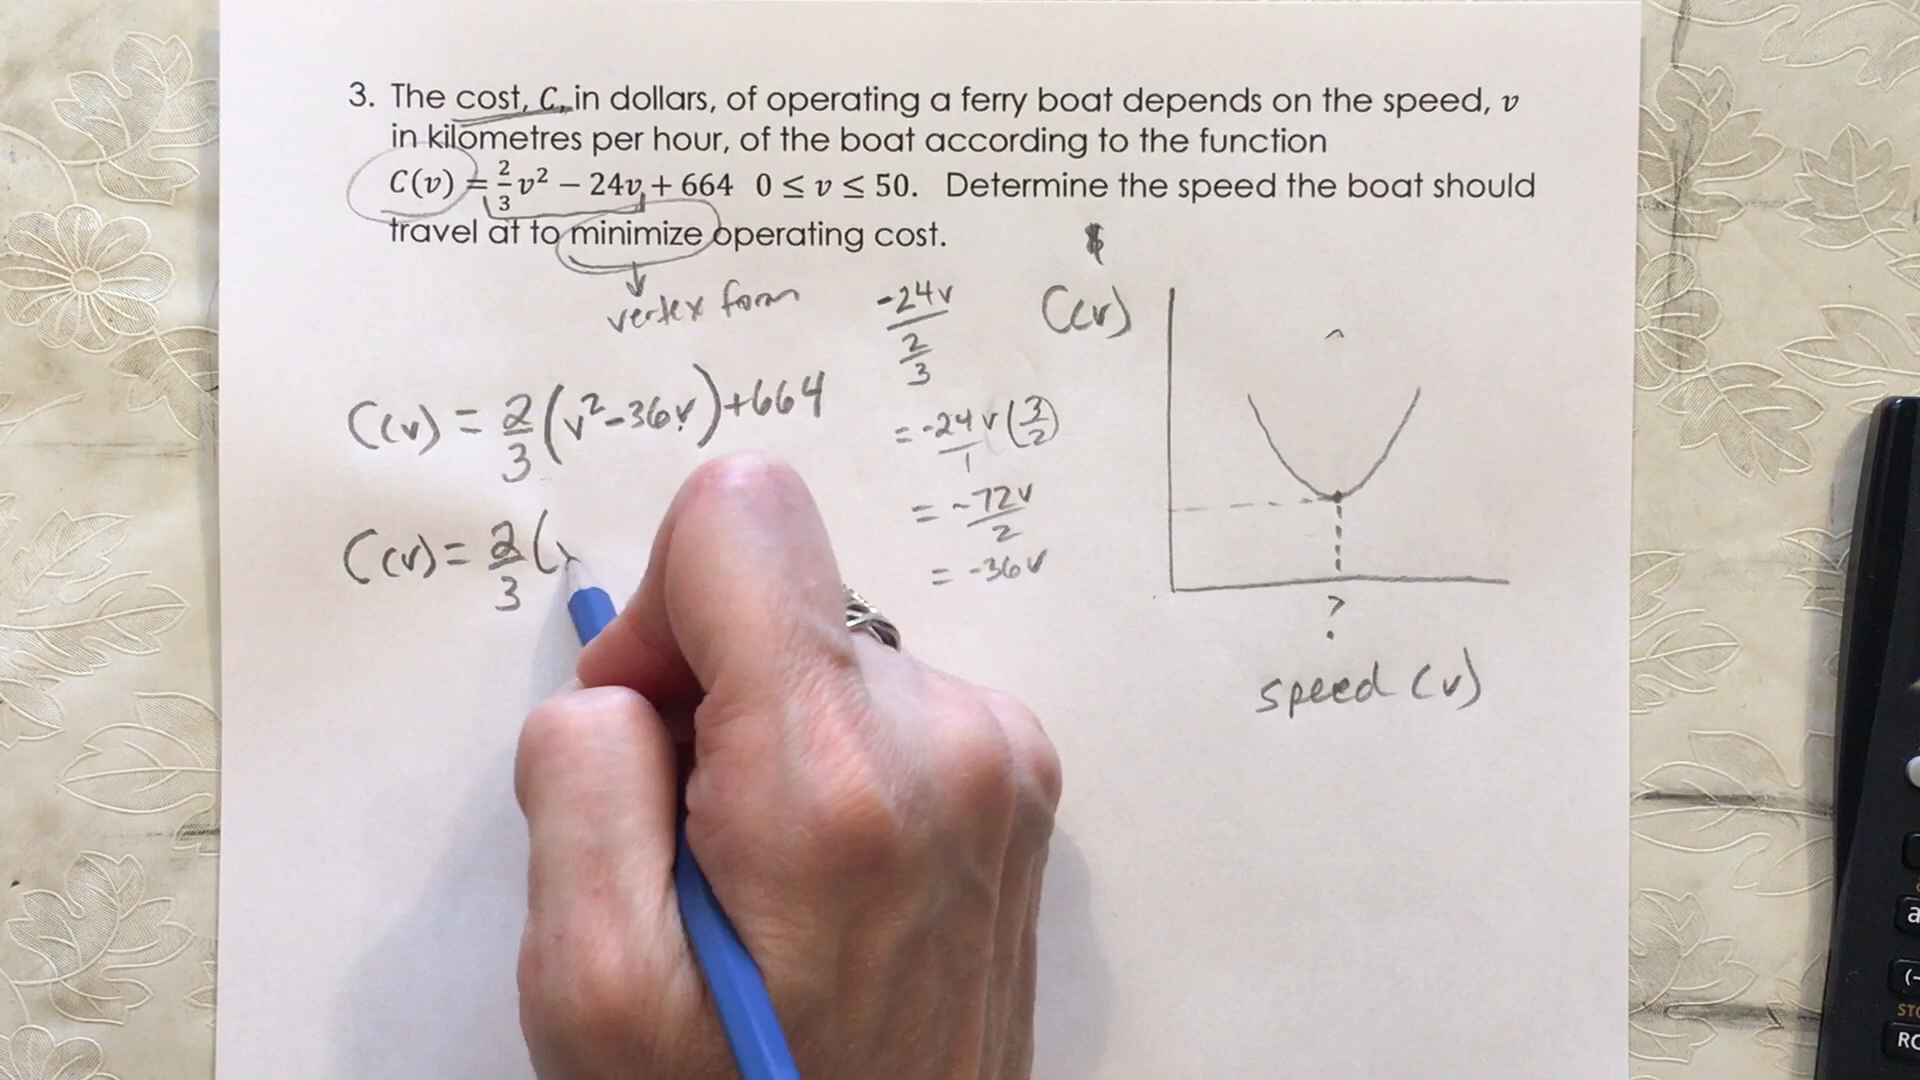 3. The cost, C, in dollars, of operating a ferry boat depends on the speed, v
in kilometres per hour, of the boat according to the function
C(v) = 2/3 v² − 24v + 664 0 ≤ v ≤ 50. Determine the speed the boat should
travel at to minimize operating cost.
vertex form
C(v) = 2/3 (v² - 36v) + 664
C(v) = 2/3 (
-24v / (2/3)
= -24v/1 (3/2)
= -72v/2
= -36v
$
C(v)
?
speed (v)
a
(-
STO
RC